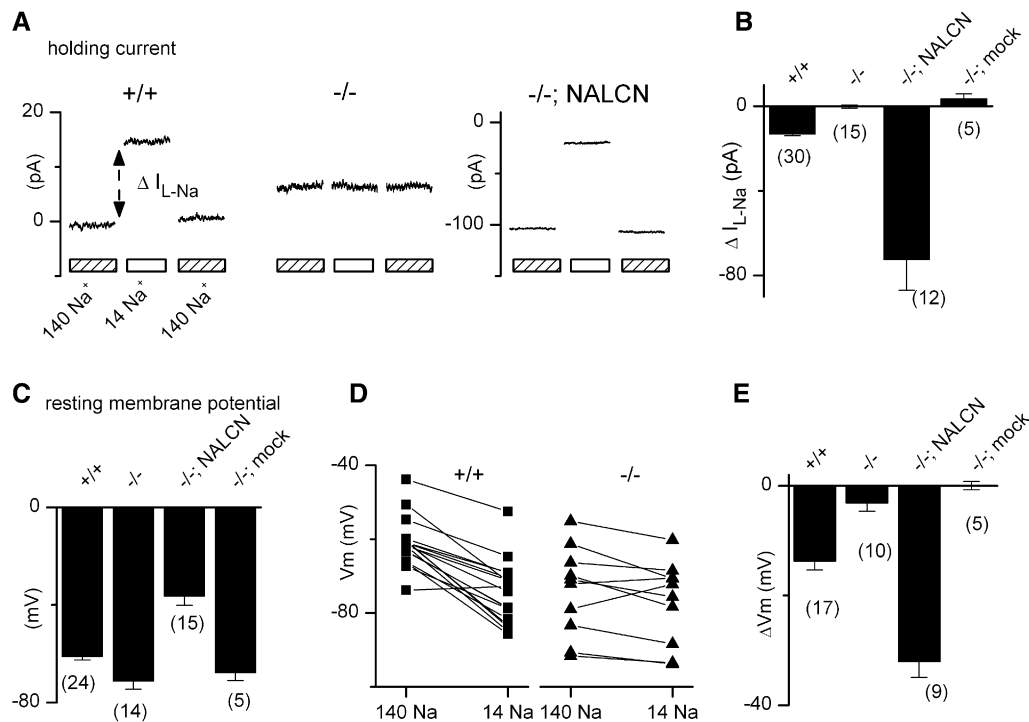 A
holding current
+/+
-/-
-/-; NALCN
20
(pA)
0
Δ I L-Na
0
(pA)
-100
140 Na+
14 Na+
140 Na+
B
+/+
-/-
-/-; NALCN
-/-; mock
0
-80
Δ I L-Na (pA)
(30)
(15)
(12)
(5)
C
resting membrane potential
+/+
-/-
-/-; NALCN
-/-; mock
0
(mV)
-80
(24)
(14)
(15)
(5)
D
-40
Vm (mV)
-80
+/+
-/-
140 Na
14 Na
140 Na
14 Na
E
+/+
-/-
-/-; NALCN
-/-; mock
0
ΔVm (mV)
-40
(17)
(10)
(9)
(5)